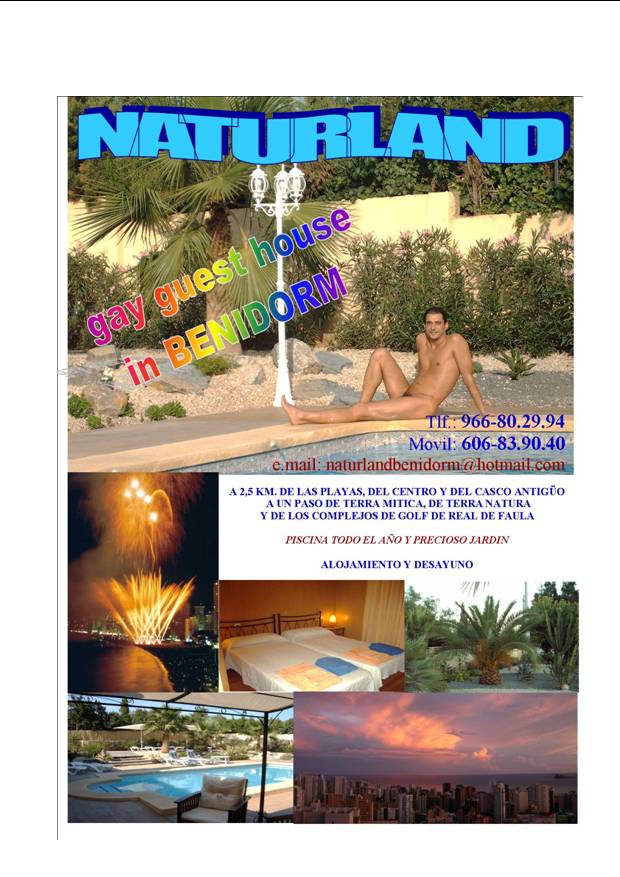 NATURLAND
gay guest house
in BENIDORM
Tlf.: 966-80.29.94
Movil: 606-83.90.40
e.mail: naturlandbenidorm@hotmail.com
A 2,5 KM. DE LAS PLAYAS, DEL CENTRO Y DEL CASCO ANTIGÜO
A UN PASO DE TERRA MITICA, DE TERRA NATURA
Y DE LOS COMPLEJOS DE GOLF DE REAL DE FAULA
PISCINA TODO EL AÑO Y PRECIOSO JARDIN
ALOJAMIENTO Y DESAYUNO